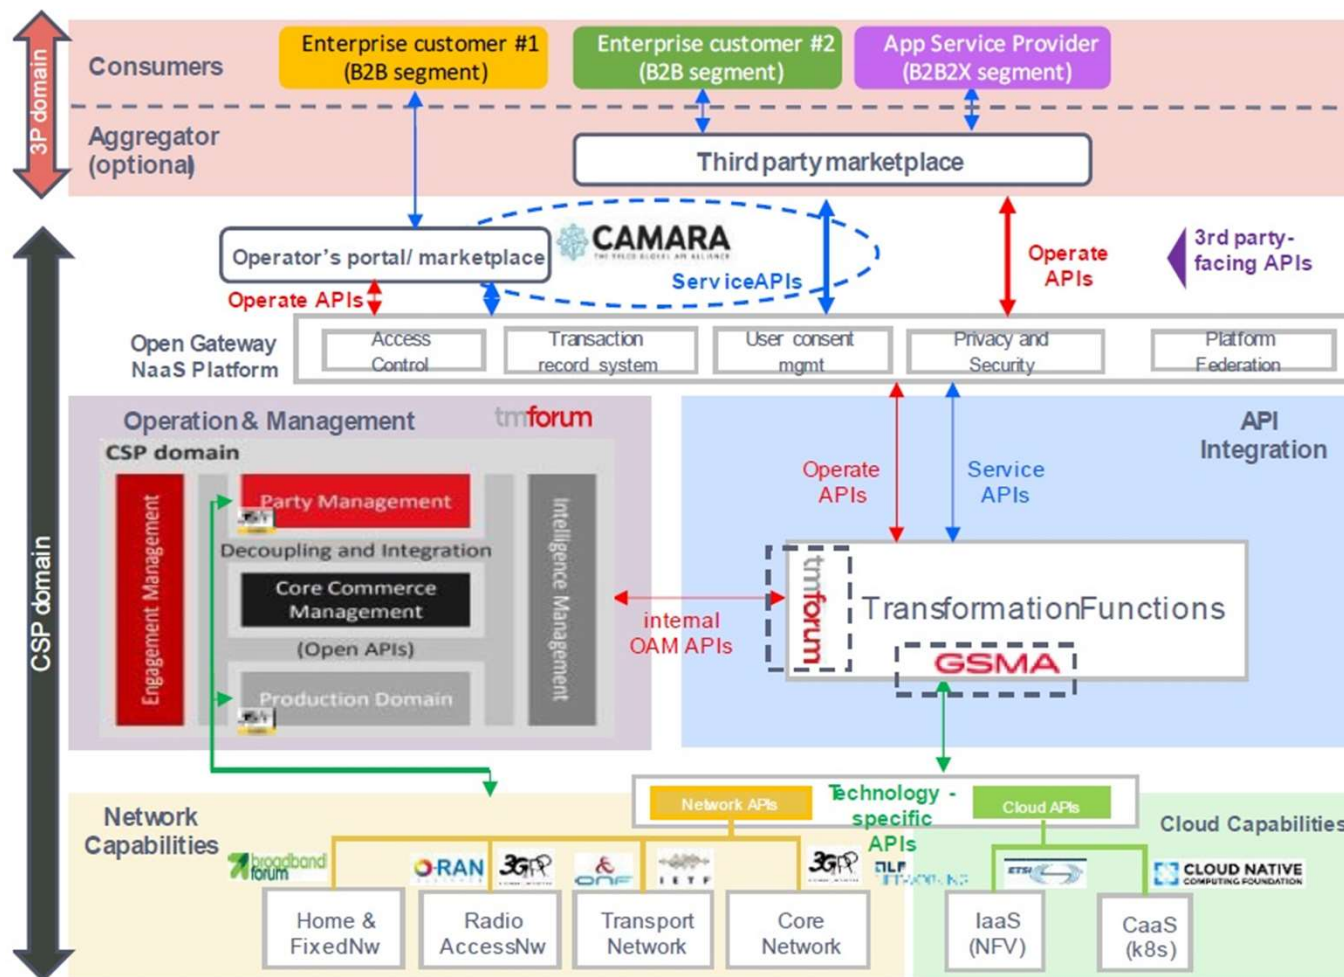 Enterprise customer #1
(B2B segment)
Enterprise customer #2
(B2B segment)
App Service Provider
(B2B2X segment)
3P domain
Consumers
Aggregator
(optional)
Third party marketplace
Operator's portal/ marketplace
CAMARA
THE TELCO GLOBAL API ALLIANCE
ServiceAPIs
Operate
APIs
3rd party-
facing APIs
Operate APIs
Open Gateway
NaaS Platform
Access
Control
Transaction
record system
User consent
mgmt
Privacy and
Security
Platform
Federation
CSP domain
Operation & Management
tmforum
CSP domain
Engagement Management
Party Management
Decoupling and Integration
Core Commerce
Management
(Open APIs)
Production Domain
Intelligence Management
internal
OAM APIs
API
Integration
Operate
APIs
Service
APIs
tmforum
TransformationFunctions
GSMA
Network
Capabilities
Network APIs
Technology -
specific
APIs
Cloud APIs
Cloud Capabilities
broadband
forum
O-RAN
3GPP
ONF
IETF
3GPP
ETSI
CLOUD NATIVE
COMPUTING FOUNDATION
Home &
FixedNw
Radio
AccessNw
Transport
Network
Core
Network
IaaS
(NFV)
CaaS
(k8s)